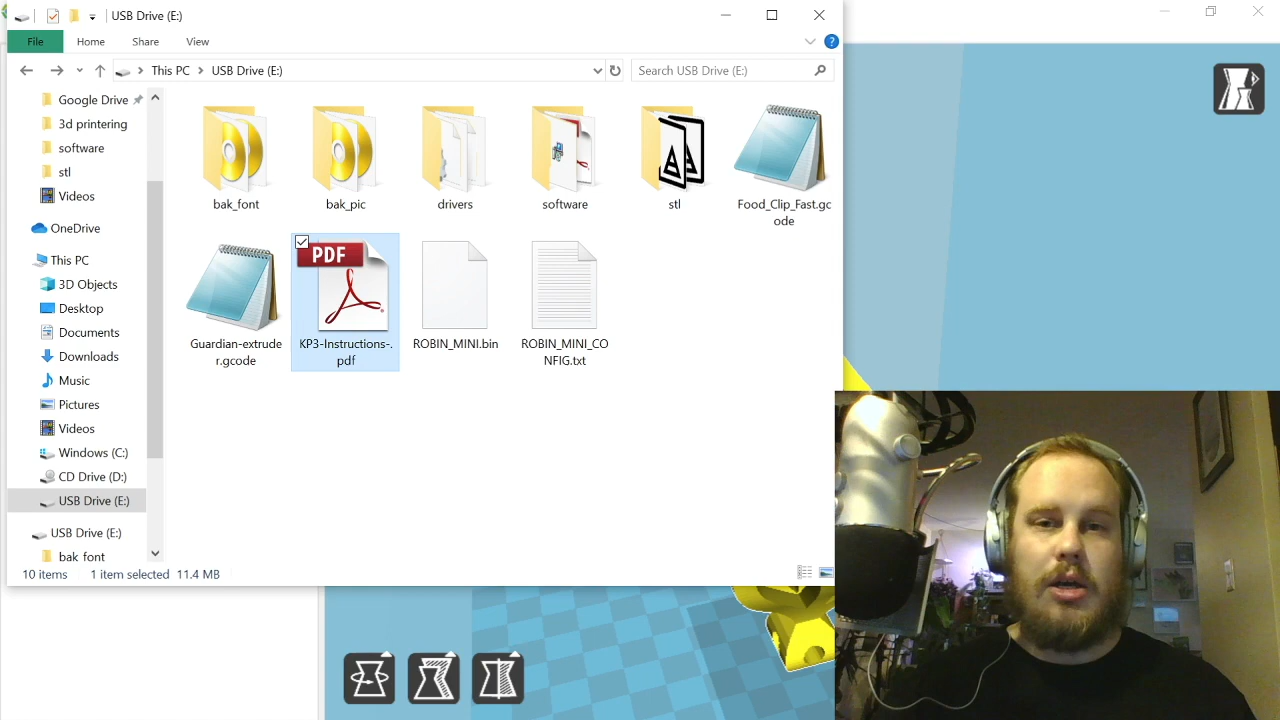 USB Drive (E:)
File
Home
Share
View
?
This PC
USB Drive (E:)
Search USB Drive (E:)
Google Drive
3d printering
software
stl
Videos
OneDrive
This PC
3D Objects
Desktop
Documents
Downloads
Music
Pictures
Videos
Windows (C:)
CD Drive (D:)
USB Drive (E:)
USB Drive (E:)
bak_font
bak_font
bak_pic
drivers
software
stl
Food_Clip_Fast.gc
ode
Guardian-extrude
r.gcode
PDF
KP3-Instructions-.
pdf
ROBIN_MINI.bin
ROBIN_MINI_CO
NFIG.txt
10 items
1 item selected
11.4 MB